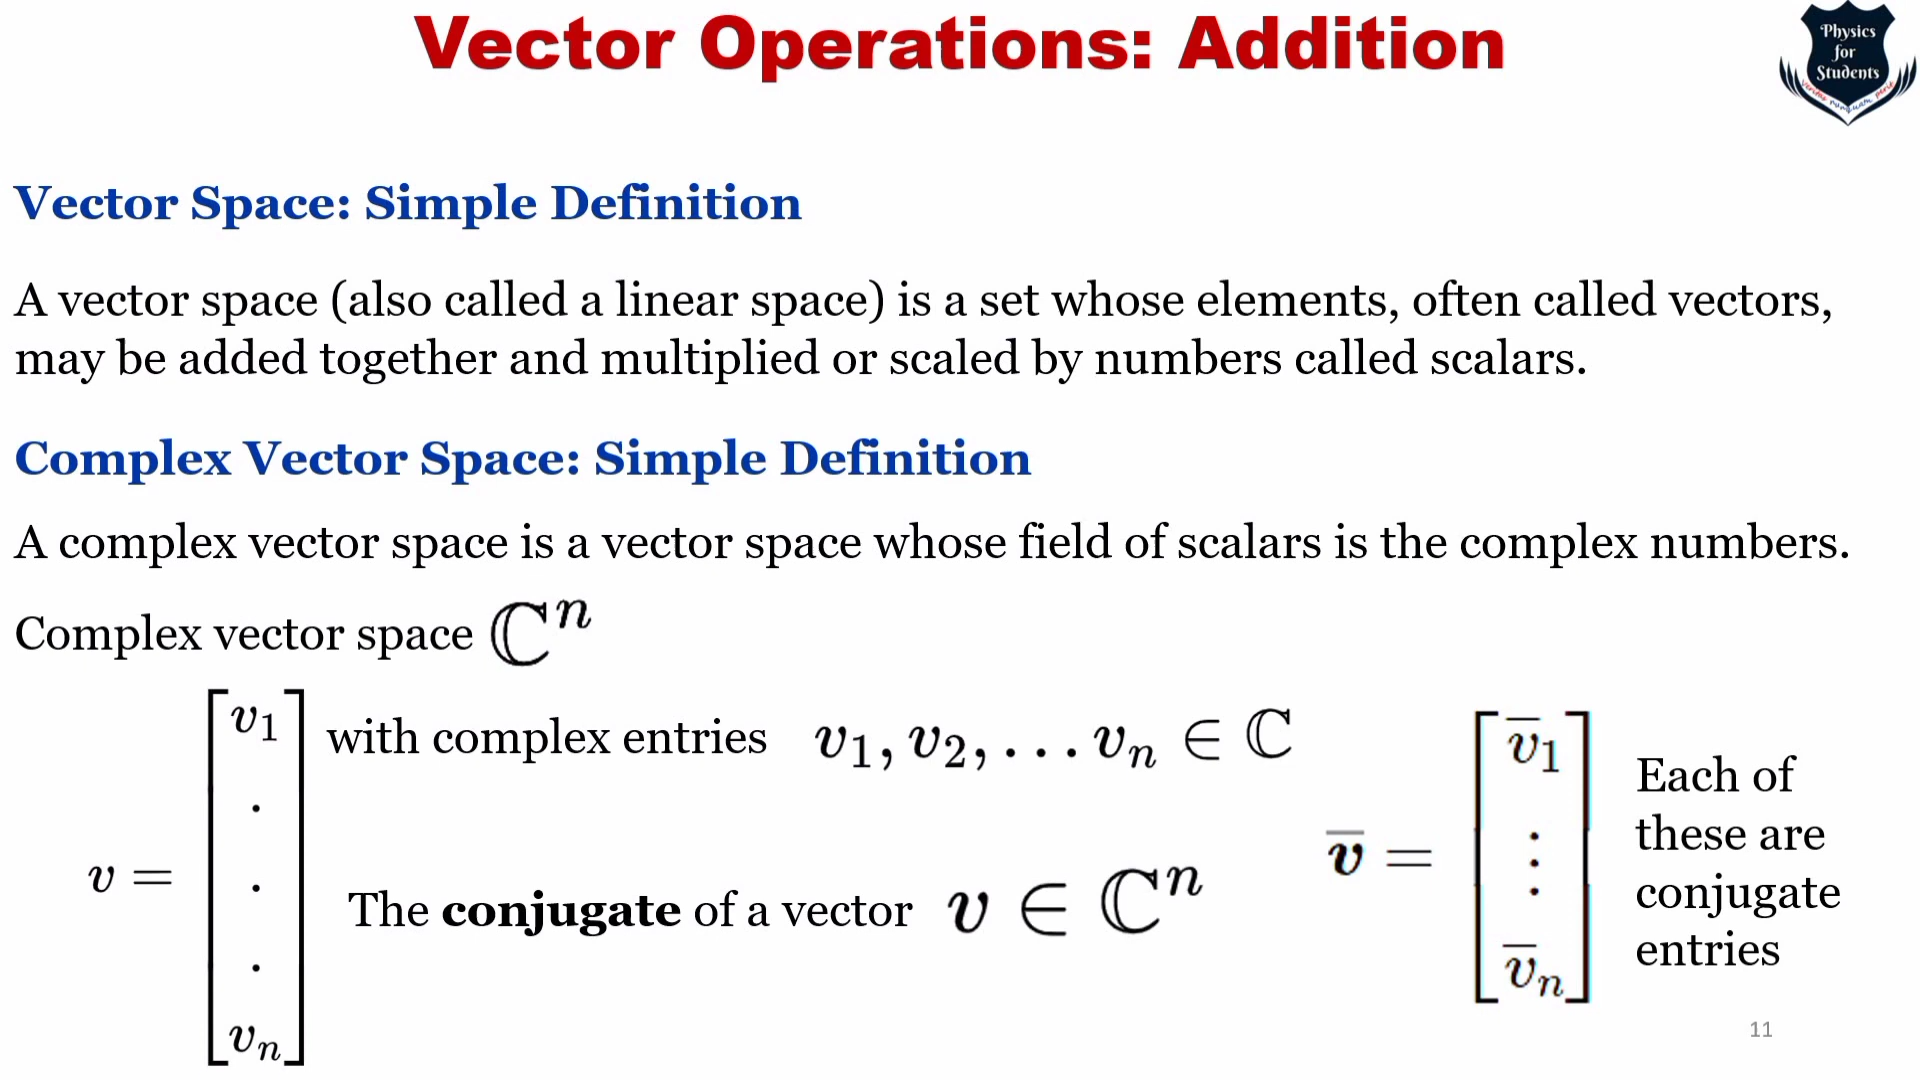 Vector Operations: Addition
Physics
for
Students
Vector Space: Simple Definition
A vector space (also called a linear space) is a set whose elements, often called vectors,
may be added together and multiplied or scaled by numbers called scalars.
Complex Vector Space: Simple Definition
A complex vector space is a vector space whose field of scalars is the complex numbers.
Complex vector space ℂⁿ
v = [v₁ . . . vₙ]
with complex entries v₁, v₂, . . . vₙ ∈ ℂ
The conjugate of a vector v ∈ ℂⁿ
v̅ = [v̅₁ ⋮ v̅ₙ]
Each of
these are
conjugate
entries
11